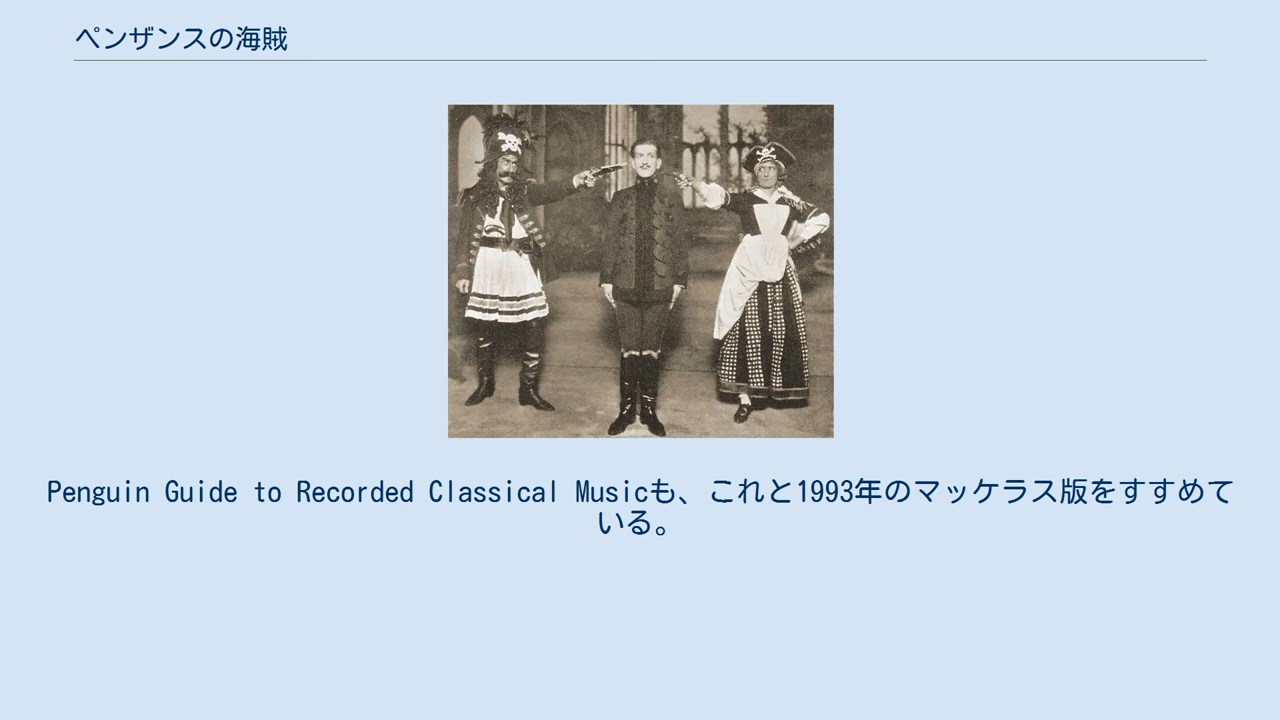 ペンザンスの海賊
Penguin Guide to Recorded Classical Musicも、これと1993年のマッケラス版をすすめて
いる。